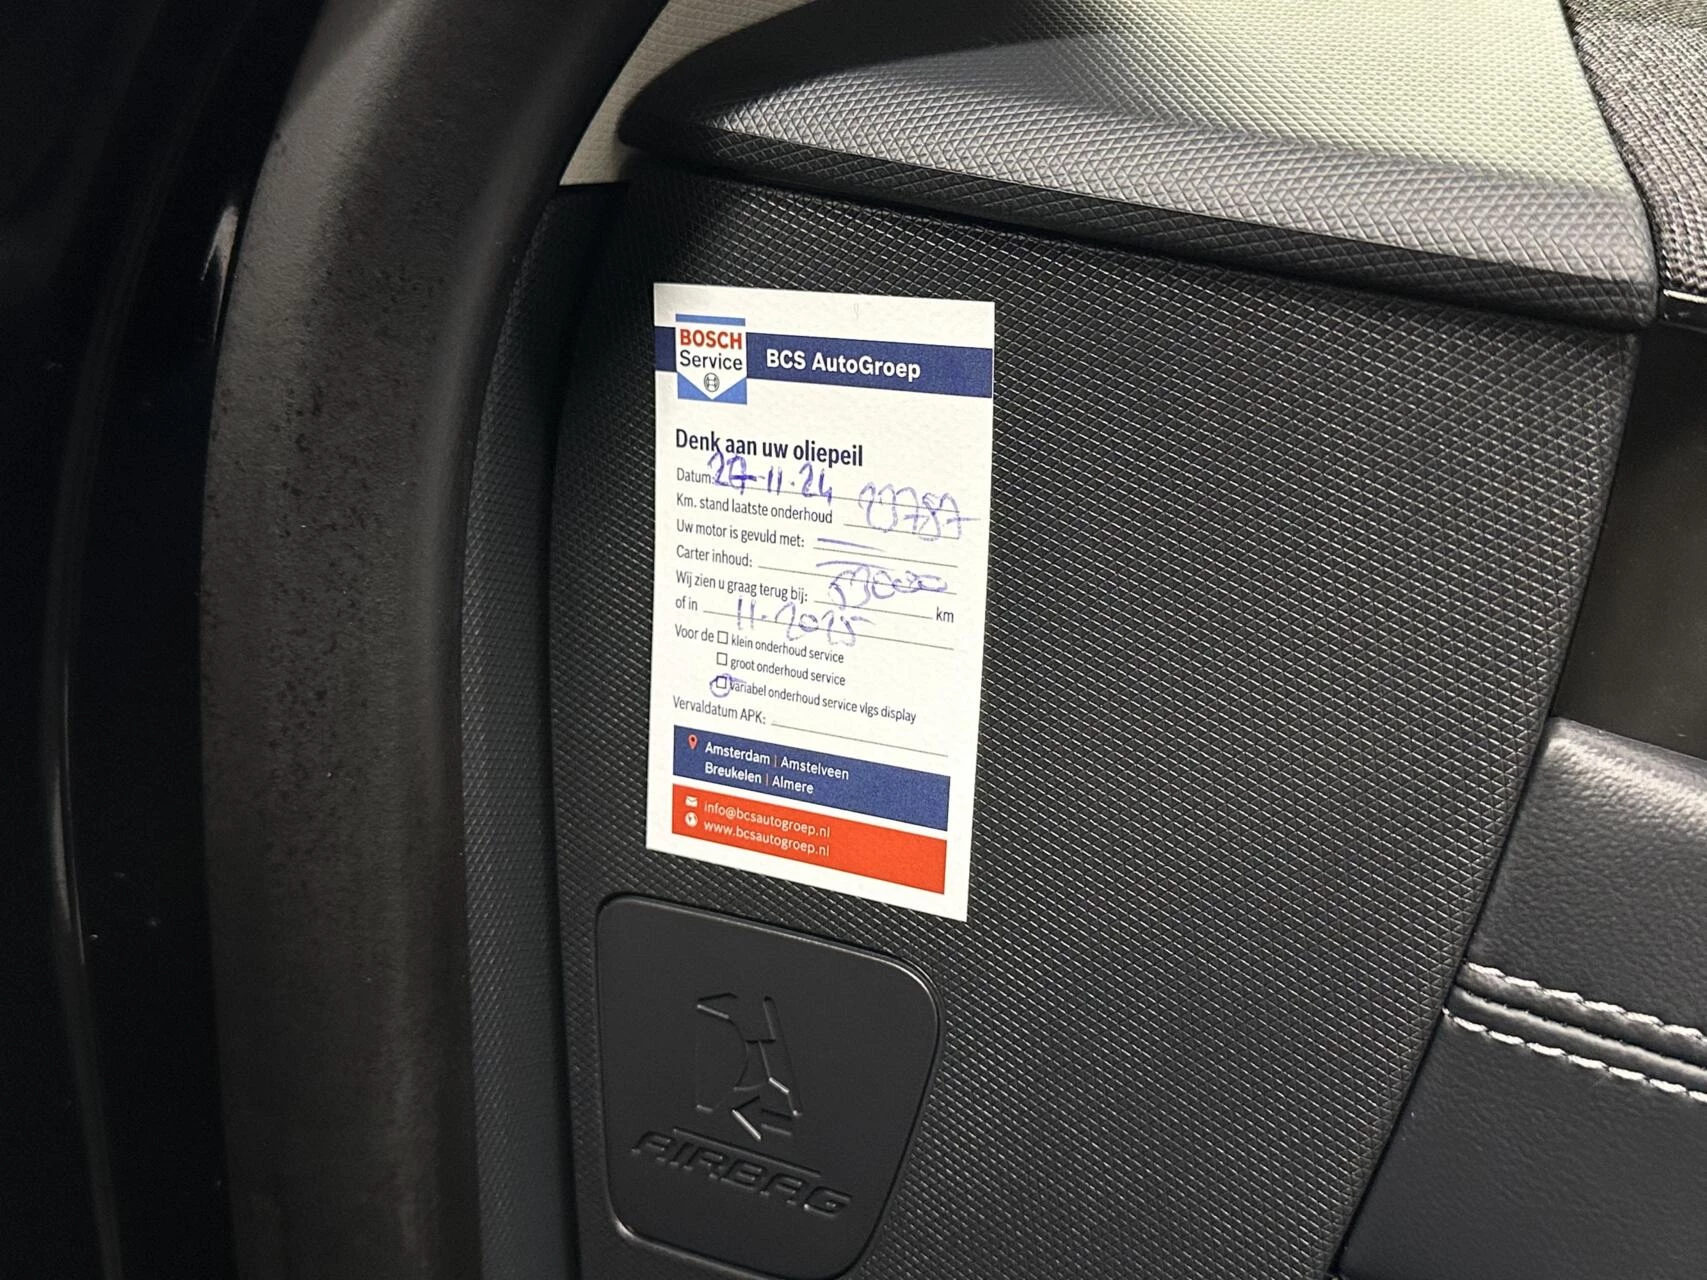 BOSCH
Service
BCS AutoGroep
Denk aan uw oliepeil
Datum: 27-11-24
Km. stand laatste onderhoud 23787
Uw motor is gevuld met:
Carter inhoud:
Wij zien u graag terug bij: 53000 km
of in 11-2025
Voor de klein onderhoud service
groot onderhoud service
variabel onderhoud service vlgs display
Vervaldatum APK:
Amsterdam | Amstelveen
Breukelen | Almere
info@bcsautogroep.nl
www.bcsautogroep.nl
AIRBAG